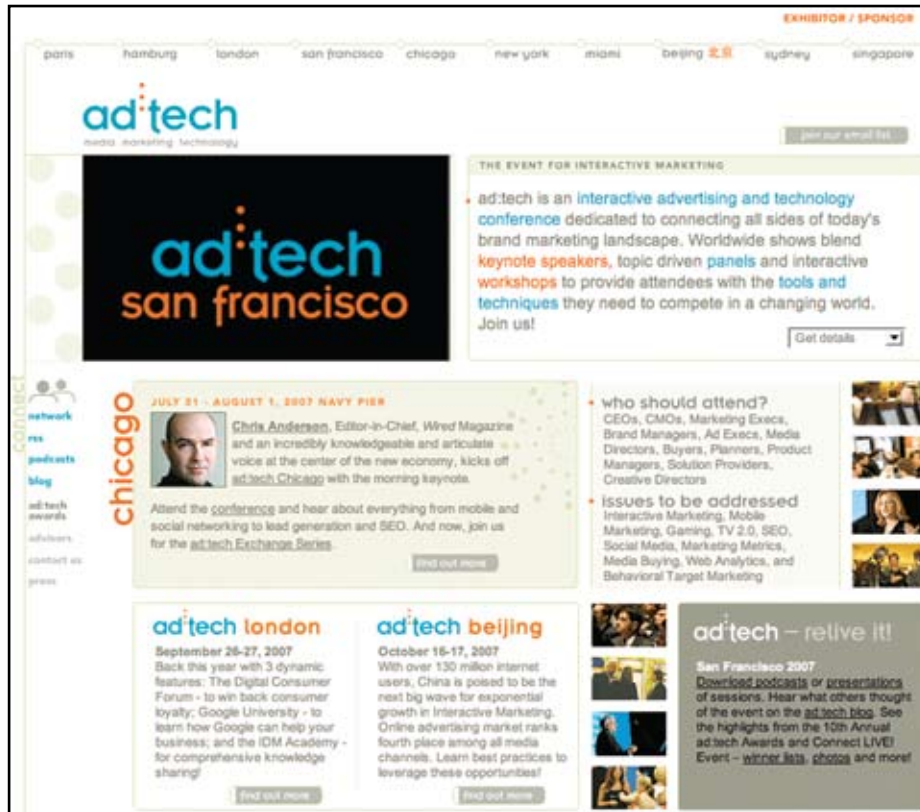 EXHIBITOR / SPONSOR
paris hamburg london san francisco chicago new york miami beijing 北京 sydney singapore
ad:tech
media marketing technology
join our email list
THE EVENT FOR INTERACTIVE MARKETING
ad:tech is an interactive advertising and technology
conference dedicated to connecting all sides of today's
brand marketing landscape. Worldwide shows blend
keynote speakers, topic driven panels and interactive
workshops to provide attendees with the tools and
techniques they need to compete in a changing world.
Join us!
Get details
ad:tech
san francisco
connect
network
rss
podcasts
blog
ad:tech
awards
advisors
contact us
press
chicago
JULY 31 - AUGUST 1, 2007 NAVY PIER
Chris Anderson, Editor-in-Chief, Wired Magazine
and an incredibly knowledgeable and articulate
voice at the center of the new economy, kicks off
ad:tech Chicago with the morning keynote.
Attend the conference and hear about everything from mobile and
social networking to lead generation and SEO. And now, join us
for the ad:tech Exchange Series.
find out more
who should attend?
CEOs, CMOs, Marketing Execs,
Brand Managers, Ad Execs, Media
Directors, Buyers, Planners, Product
Managers, Solution Providers,
Creative Directors
issues to be addressed
Interactive Marketing, Mobile
Marketing, Gaming, TV 2.0, SEO,
Social Media, Marketing Metrics,
Media Buying, Web Analytics, and
Behavioral Target Marketing
ad:tech london
September 26-27, 2007
Back this year with 3 dynamic
features: The Digital Consumer
Forum - to win back consumer
loyalty; Google University - to
learn how Google can help your
business; and the IDM Academy -
for comprehensive knowledge
sharing!
find out more
ad:tech beijing
October 16-17, 2007
With over 130 million internet
users, China is poised to be the
next big wave for exponential
growth in Interactive Marketing.
Online advertising market ranks
fourth place among all media
channels. Learn best practices to
leverage these opportunities!
find out more
ad:tech – relive it!
San Francisco 2007
Download podcasts or presentations
of sessions. Hear what others thought
of the event on the ad:tech blog. See
the highlights from the 10th Annual
ad:tech Awards and Connect LIVE!
Event – winner lists, photos and more!